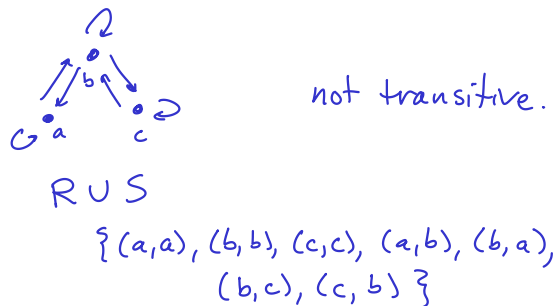 b
not transitive.
a
c
R ∪ S
{ (a,a), (b,b), (c,c), (a,b), (b,a),
(b,c), (c,b) }